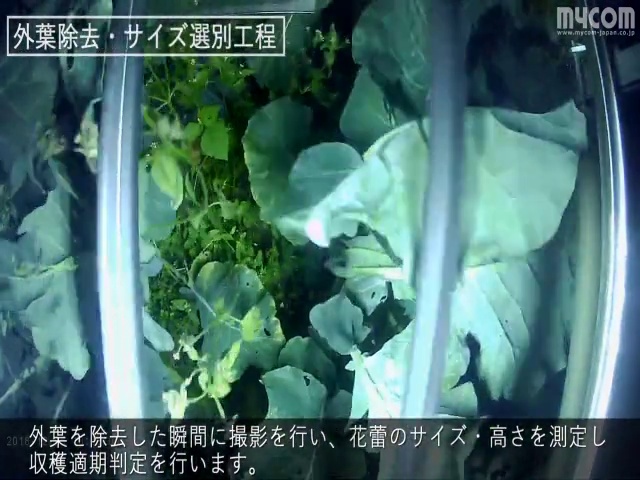 外葉除去・サイズ選別工程
mycom
www.mycom-japan.co.jp
外葉を除去した瞬間に撮影を行い、花蕾のサイズ・高さを測定し
収穫適期判定を行います。